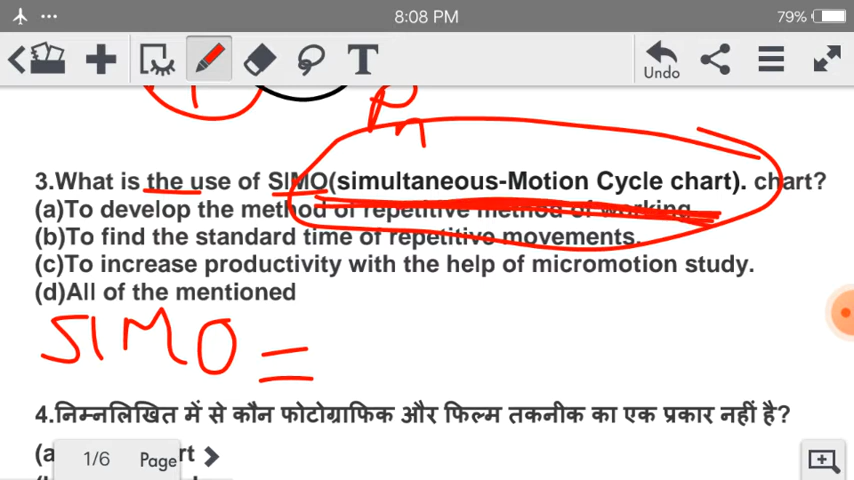 8:08 PM
79%
T
Undo
Pn
3.What is the use of SIMO(simultaneous-Motion Cycle chart). chart?
(a)To develop the method of repetitive method of working
(b)To find the standard time of repetitive movements.
(c)To increase productivity with the help of micromotion study.
(d)All of the mentioned
SIMO =
4.निम्नलिखित में से कौन फोटोग्राफिक और फिल्म तकनीक का एक प्रकार नहीं है?
(a
rt
1/6 Page